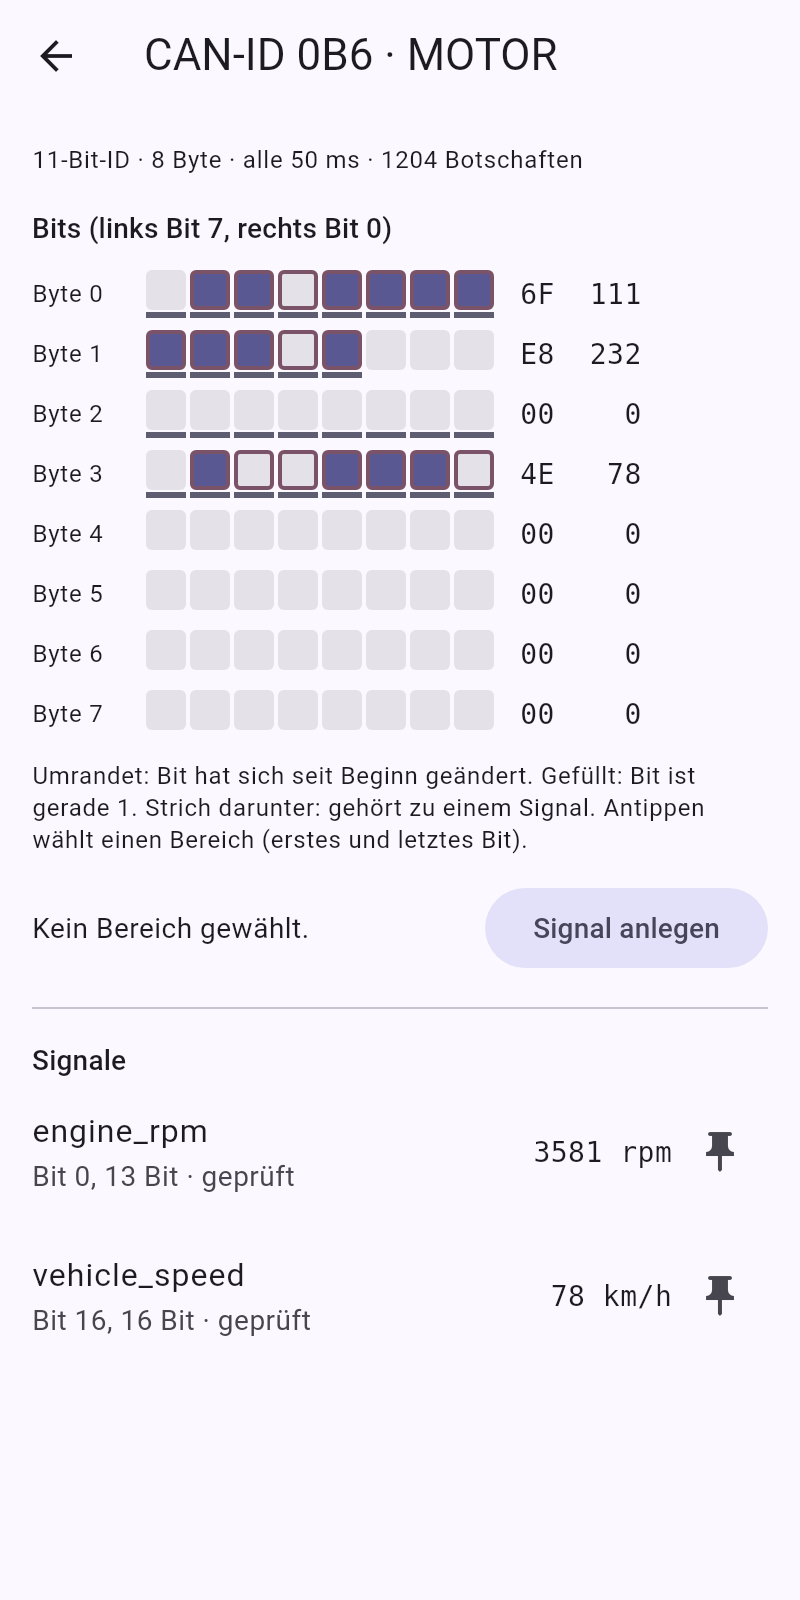 CAN-ID 0B6 · MOTOR
11-Bit-ID · 8 Byte · alle 50 ms · 1204 Botschaften
Bits (links Bit 7, rechts Bit 0)
Byte 0 6F 111
Byte 1 E8 232
Byte 2 00 0
Byte 3 4E 78
Byte 4 00 0
Byte 5 00 0
Byte 6 00 0
Byte 7 00 0
Umrandet: Bit hat sich seit Beginn geändert. Gefüllt: Bit ist
gerade 1. Strich darunter: gehört zu einem Signal. Antippen
wählt einen Bereich (erstes und letztes Bit).
Kein Bereich gewählt.
Signal anlegen
Signale
engine_rpm
Bit 0, 13 Bit · geprüft
3581 rpm
vehicle_speed
Bit 16, 16 Bit · geprüft
78 km/h